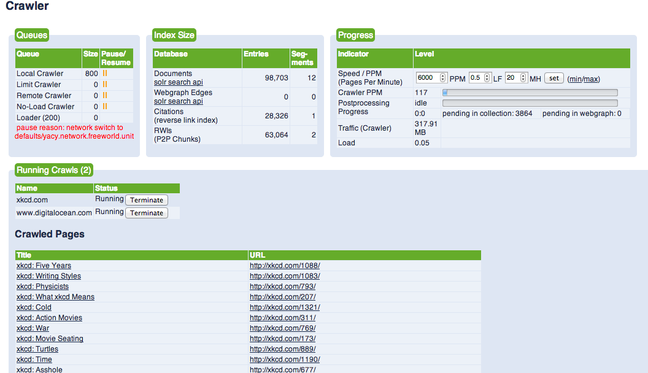 Crawler
Queues
Queue Size Pause/Resume
Local Crawler 800
Limit Crawler 0
Remote Crawler 0
No-Load Crawler 0
Loader (200) 0
pause reason: network switch to
defaults/yacy.network.freeworld.unit
Index Size
Database Entries Seg-ments
Documents
solr search api 98,703 12
Webgraph Edges
solr search api 0 0
Citations
(reverse link index) 28,326 1
RWIs
(P2P Chunks) 63,064 2
Progress
Indicator Level
Speed / PPM
(Pages Per Minute) 6000 PPM 0.5 LF 20 MH set (min/max)
Crawler PPM 117
Postprocessing idle
Progress 0:0 pending in collection: 3864 pending in webgraph: 0
Traffic (Crawler) 317.91
MB
Load 0.05
Running Crawls (2)
Name Status
xkcd.com Running Terminate
www.digitalocean.com Running Terminate
Crawled Pages
Title URL
xkcd: Five Years http://xkcd.com/1088/
xkcd: Writing Styles http://xkcd.com/1083/
xkcd: Physicists http://xkcd.com/793/
xkcd: What xkcd Means http://xkcd.com/207/
xkcd: Cold http://xkcd.com/1321/
xkcd: Action Movies http://xkcd.com/311/
xkcd: War http://xkcd.com/769/
xkcd: Movie Seating http://xkcd.com/173/
xkcd: Turtles http://xkcd.com/889/
xkcd: Time http://xkcd.com/1190/
xkcd: Asshole http://xkcd.com/677/